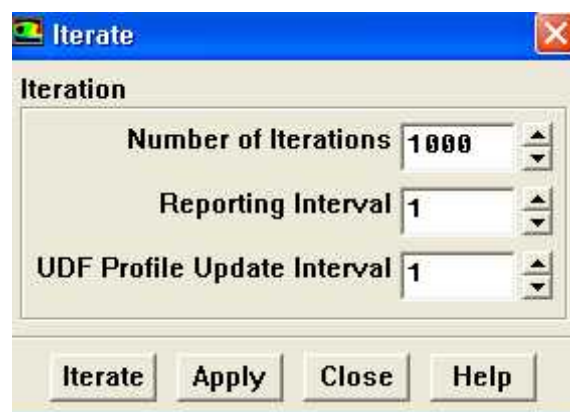 Iterate
Iteration
Number of Iterations 1000
Reporting Interval 1
UDF Profile Update Interval 1
Iterate Apply Close Help